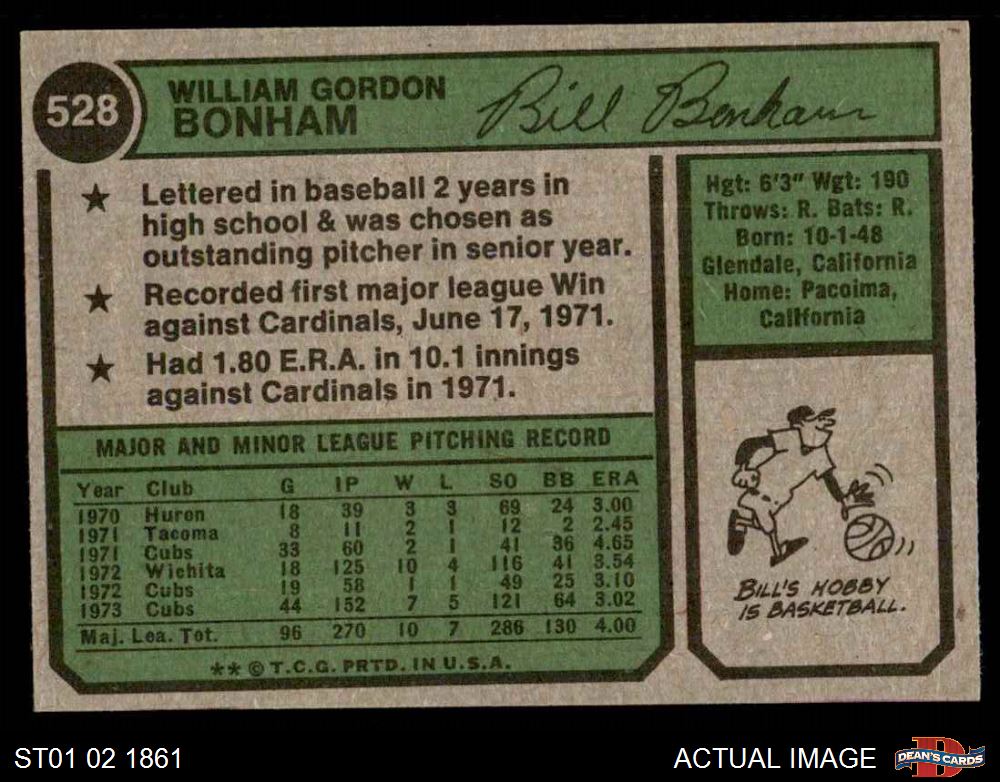 528
WILLIAM GORDON
BONHAM
Bill Bonham
★ Lettered in baseball 2 years in
high school & was chosen as
outstanding pitcher in senior year.
★ Recorded first major league Win
against Cardinals, June 17, 1971.
★ Had 1.80 E.R.A. in 10.1 innings
against Cardinals in 1971.
Hgt: 6'3" Wgt: 190
Throws: R. Bats: R.
Born: 10-1-48
Glendale, California
Home: Pacoima,
California
MAJOR AND MINOR LEAGUE PITCHING RECORD
Year Club G IP W L SO BB ERA
1970 Huron 18 39 3 3 69 24 3.00
1971 Tacoma 8 11 2 1 12 2 2.45
1971 Cubs 33 60 2 1 41 36 4.65
1972 Wichita 18 125 10 4 116 41 3.54
1972 Cubs 19 58 1 1 49 25 3.10
1973 Cubs 44 152 7 5 121 64 3.02
Maj. Lea. Tot. 96 270 10 7 286 130 4.00
** © T.C.G. PRTD. IN U.S.A.
BILL'S HOBBY
IS BASKETBALL.
ST01 02 1861
ACTUAL IMAGE
D
DEAN'S CARDS